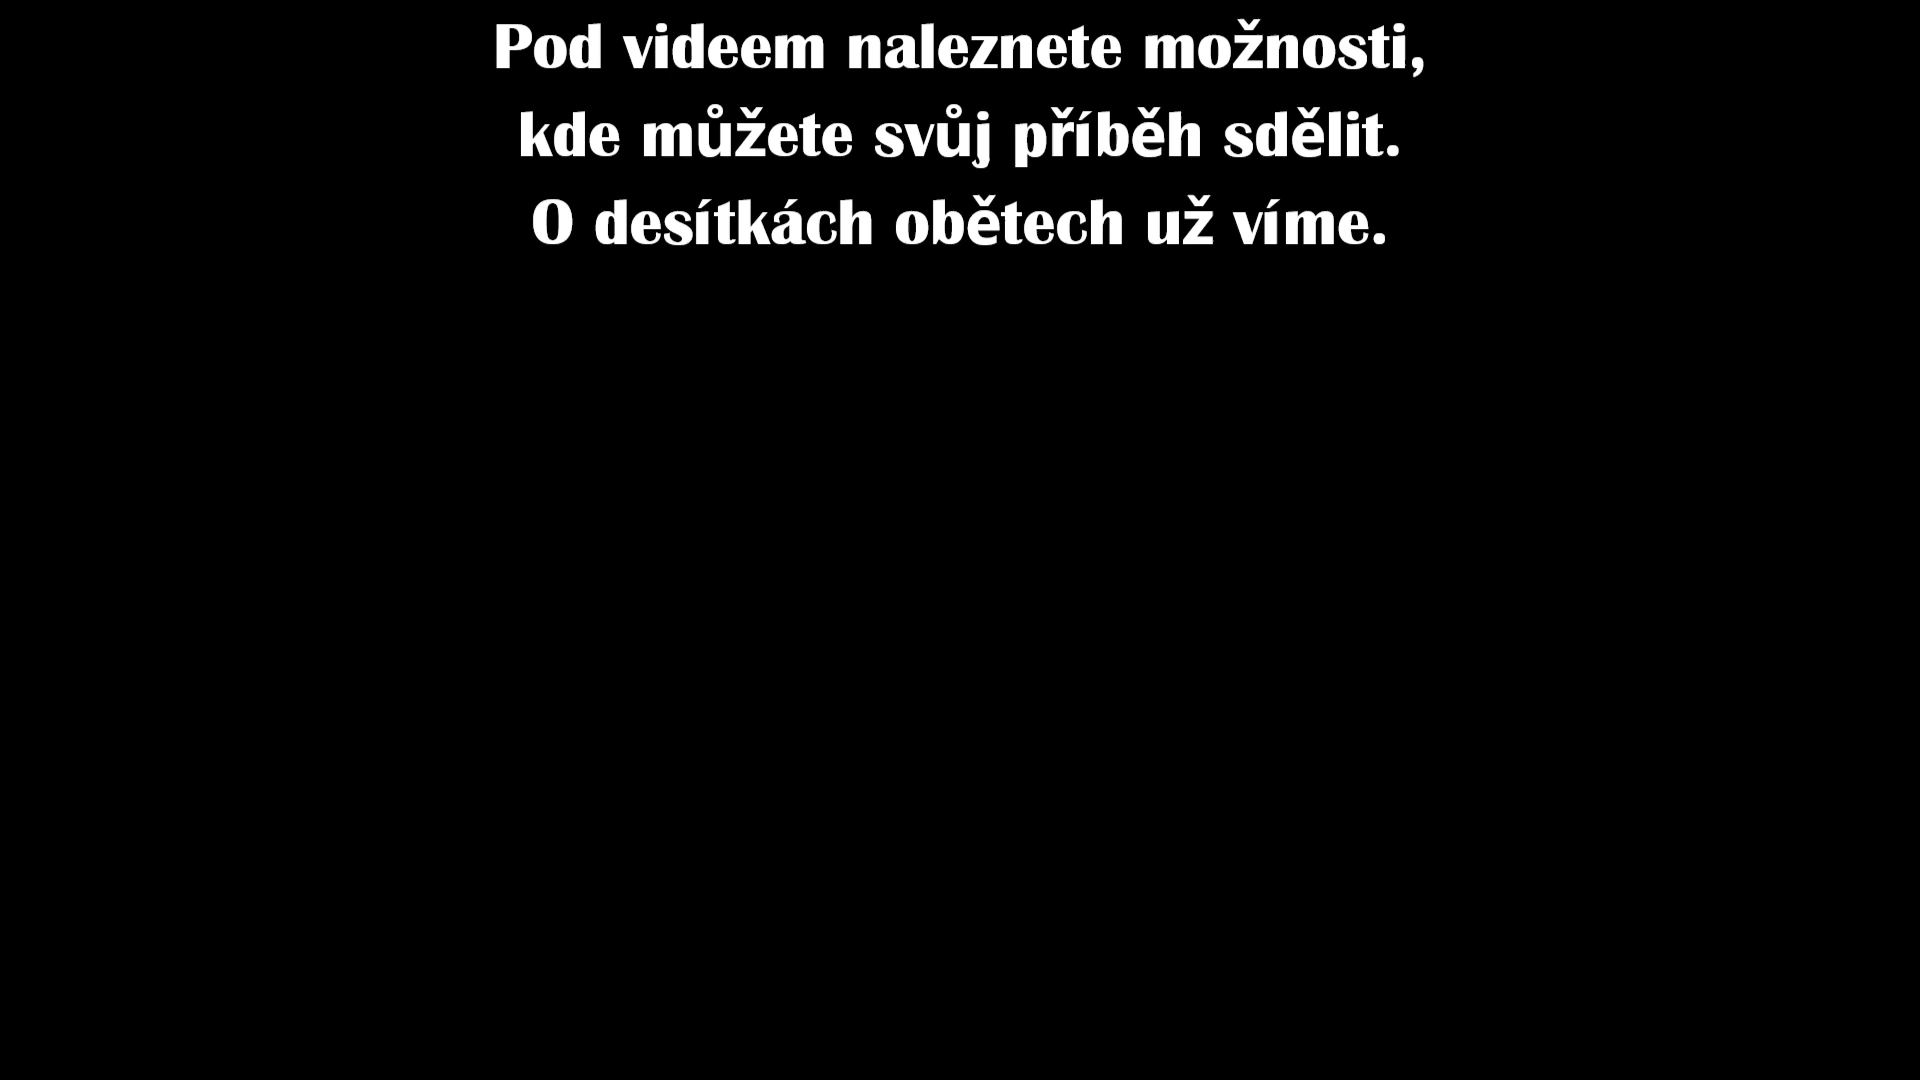 Pod videem naleznete možnosti,
kde můžete svůj příběh sdělit.
O desítkách obětech už víme.